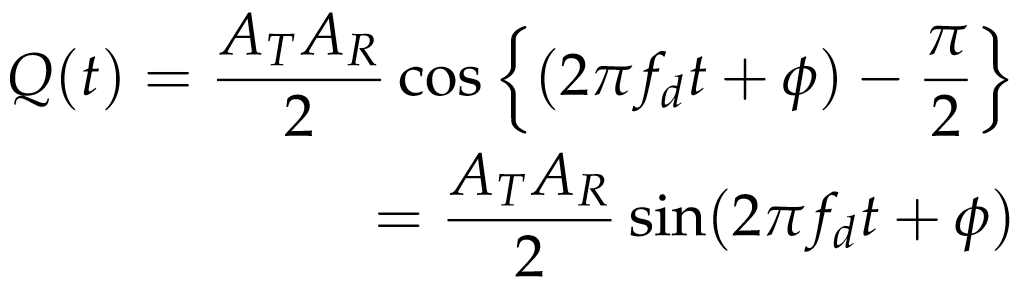 Q(t) = \frac{A_T A_R}{2} \cos \left\{ (2\pi f_d t + \phi) - \frac{\pi}{2} \right\}
= \frac{A_T A_R}{2} \sin(2\pi f_d t + \phi)